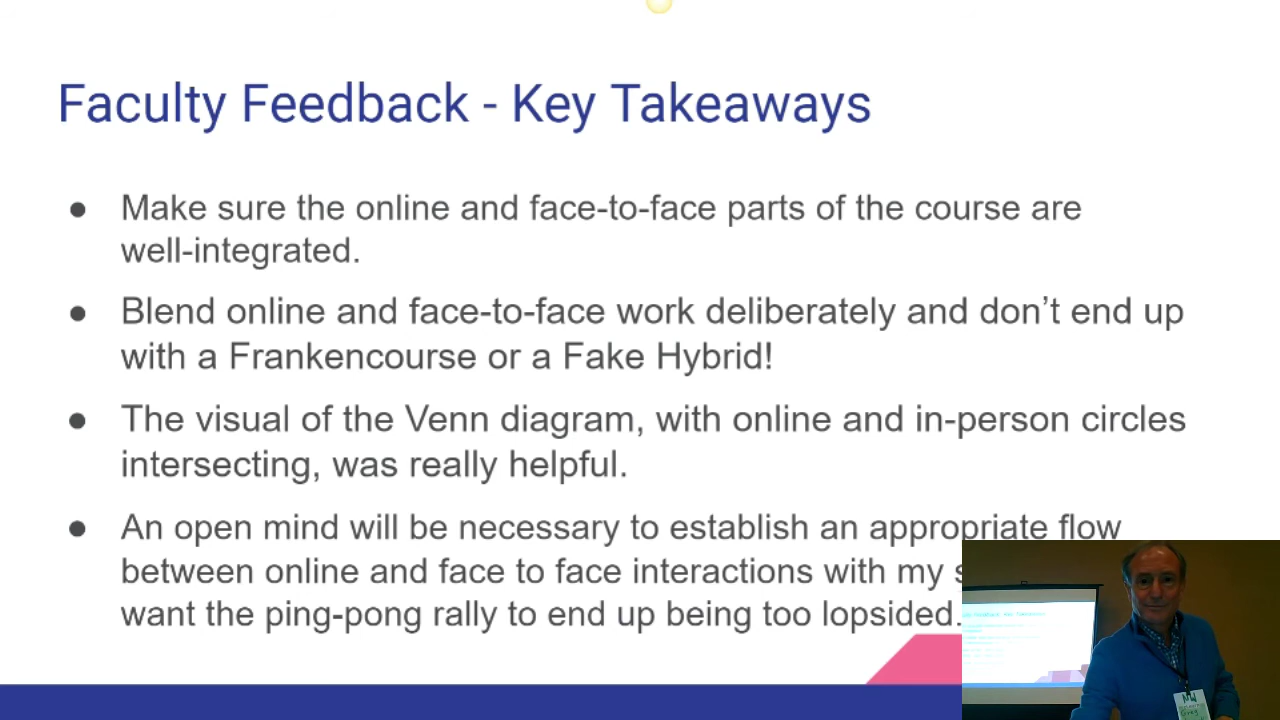 Faculty Feedback - Key Takeaways
● Make sure the online and face-to-face parts of the course are
well-integrated.
● Blend online and face-to-face work deliberately and don’t end up
with a Frankencourse or a Fake Hybrid!
● The visual of the Venn diagram, with online and in-person circles
intersecting, was really helpful.
● An open mind will be necessary to establish an appropriate flow
between online and face to face interactions with my
want the ping-pong rally to end up being too lopsided.